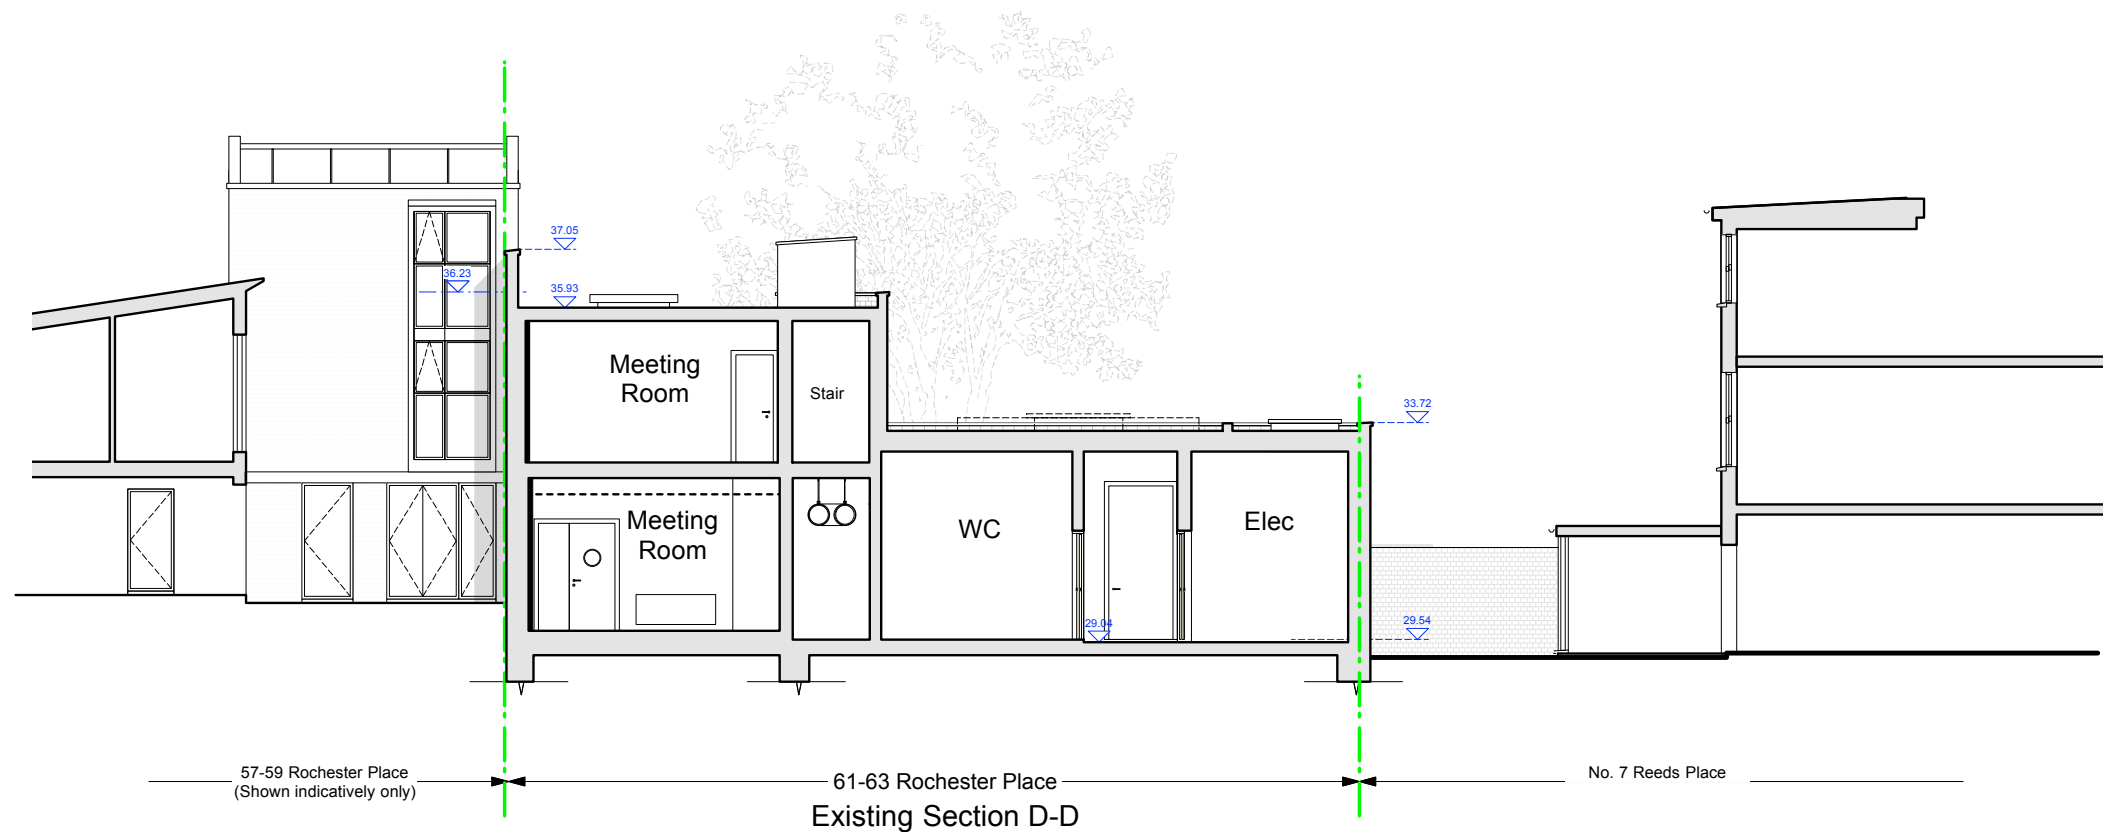 37.05
36.23
35.93
Meeting
Room
Stair
33.72
Meeting
Room
WC
Elec
29.04
29.54
57-59 Rochester Place
(Shown indicatively only)
61-63 Rochester Place
No. 7 Reeds Place
Existing Section D-D